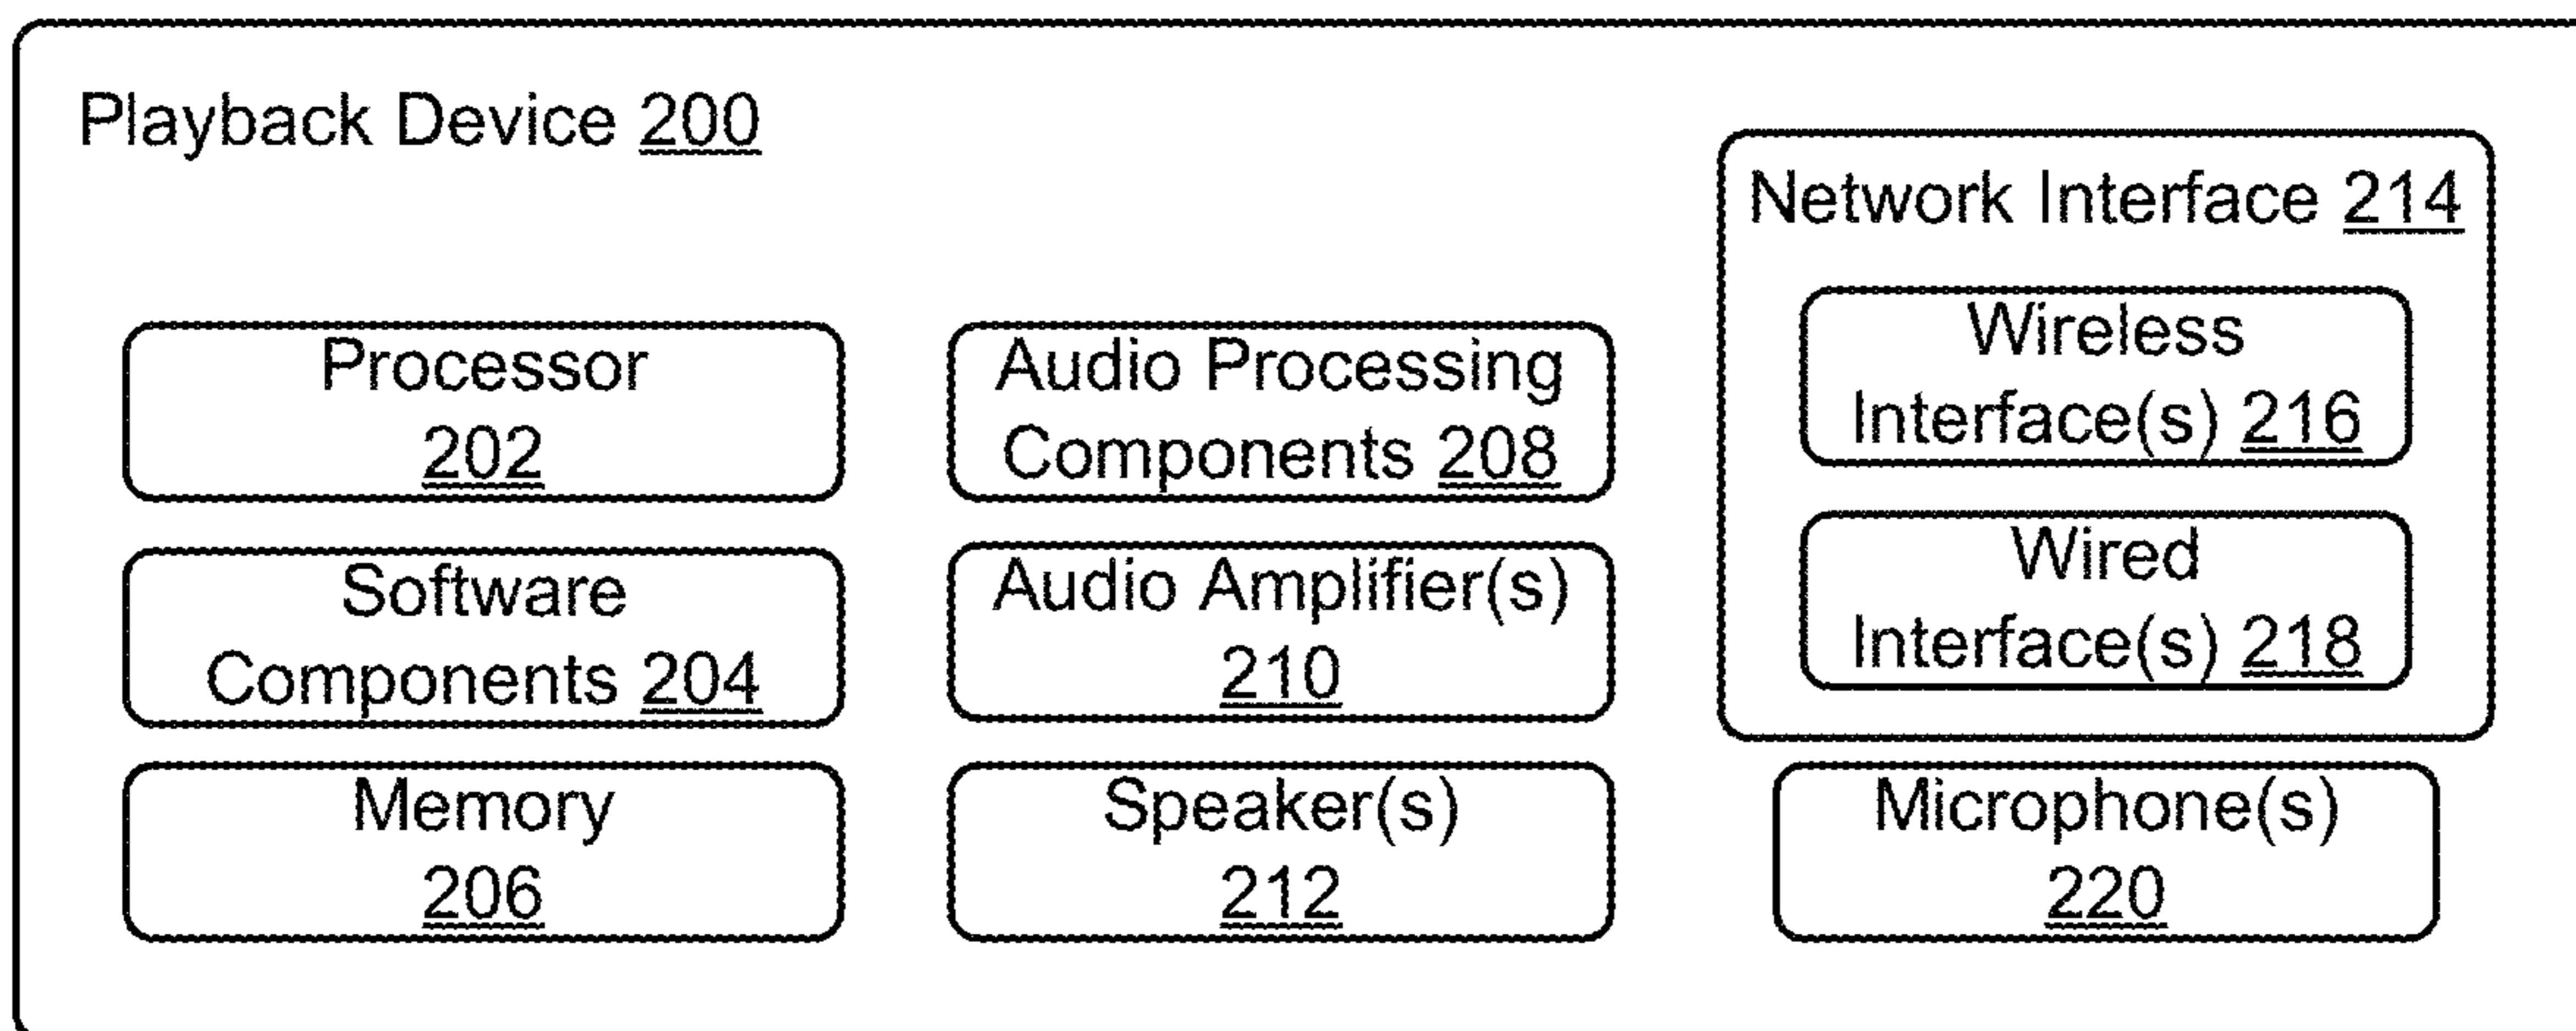 Playback Device 200
Processor
202
Software
Components 204
Memory
206
Audio Processing
Components 208
Audio Amplifier(s)
210
Speaker(s)
212
Network Interface 214
Wireless
Interface(s) 216
Wired
Interface(s) 218
Microphone(s)
220